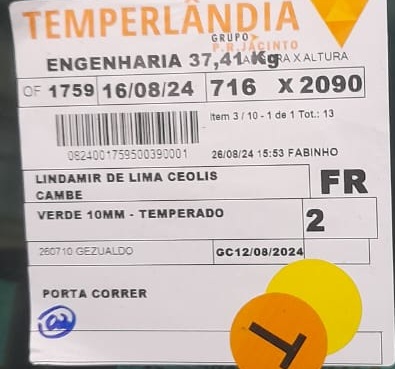 TEMPERLÂNDIA
GRUPO
P.R. JACINTO
ENGENHARIA 37,41 Kg RA X ALTURA
OF 1759 16/08/24 716 X 2090
Item 3 / 10 - 1 de 1 Tot.: 13
0624001759500390001 26/08/24 15:53 FABINHO
LINDAMIR DE LIMA CEOLIS
CAMBE
FR
VERDE 10MM - TEMPERADO 2
260710 GEZUALDO GC12/08/2024
PORTA CORRER
02
T